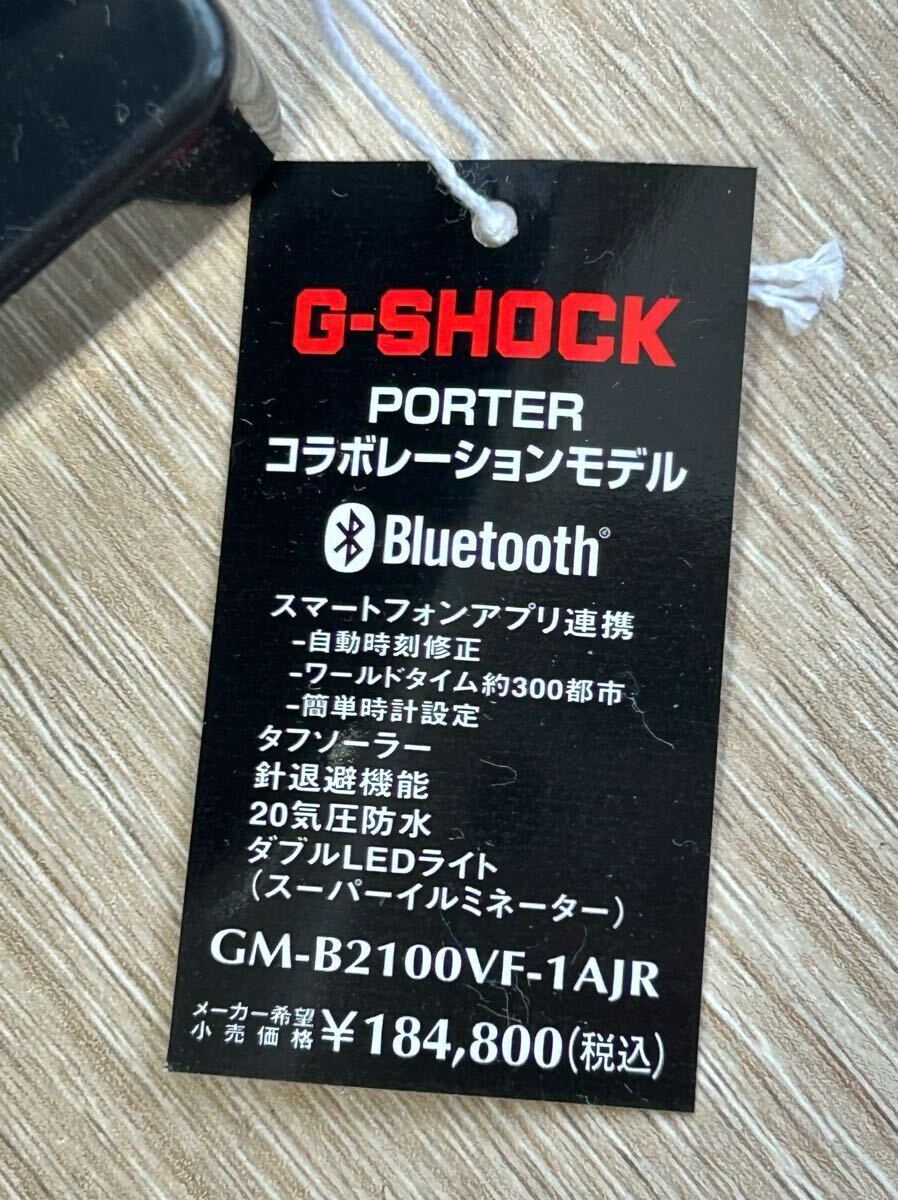 G-SHOCK
PORTER
コラボレーションモデル
Bluetooth®
スマートフォンアプリ連携
-自動時刻修正
-ワールドタイム約300都市
-簡単時計設定
タフソーラー
針退避機能
20気圧防水
ダブルLEDライト
(スーパーイルミネーター)
GM-B2100VF-1AJR
メーカー希望
小売価格 ¥184,800(税込)